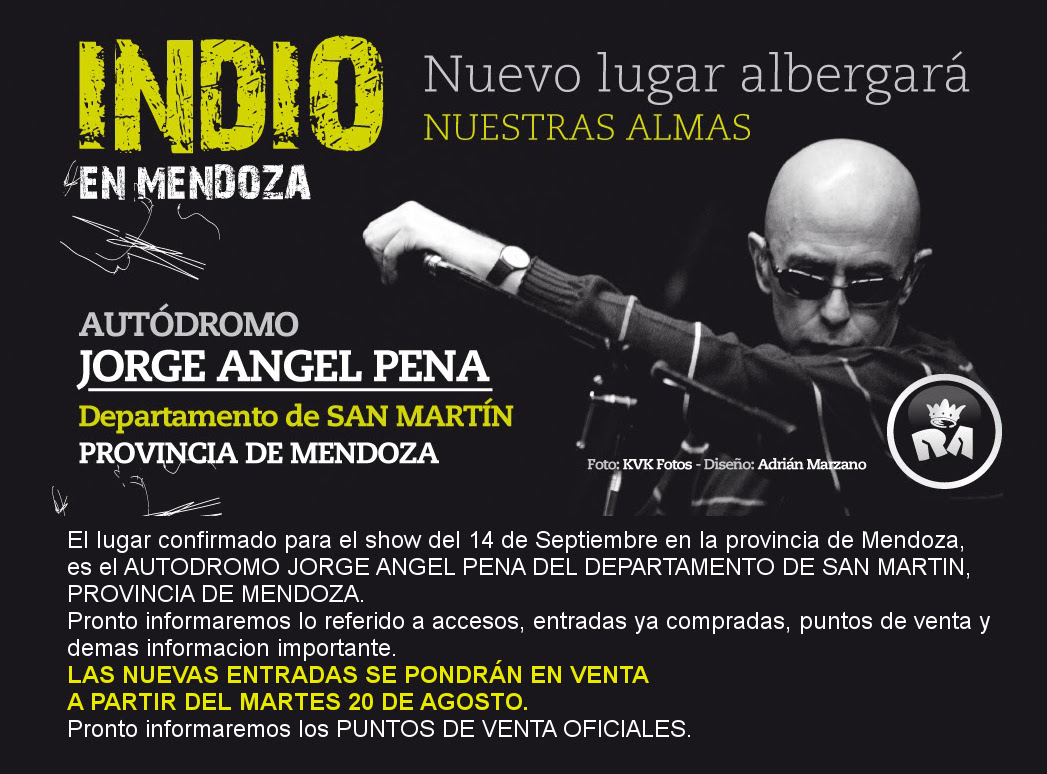 INDIO
EN MENDOZA
Nuevo lugar albergará
NUESTRAS ALMAS
AUTÓDROMO
JORGE ANGEL PENA
Departamento de SAN MARTÍN
PROVINCIA DE MENDOZA
Foto: KVK Fotos - Diseño: Adrián Marzano
RA
El lugar confirmado para el show del 14 de Septiembre en la provincia de Mendoza,
es el AUTODROMO JORGE ANGEL PENA DEL DEPARTAMENTO DE SAN MARTIN,
PROVINCIA DE MENDOZA.
Pronto informaremos lo referido a accesos, entradas ya compradas, puntos de venta y
demas informacion importante.
LAS NUEVAS ENTRADAS SE PONDRÁN EN VENTA
A PARTIR DEL MARTES 20 DE AGOSTO.
Pronto informaremos los PUNTOS DE VENTA OFICIALES.